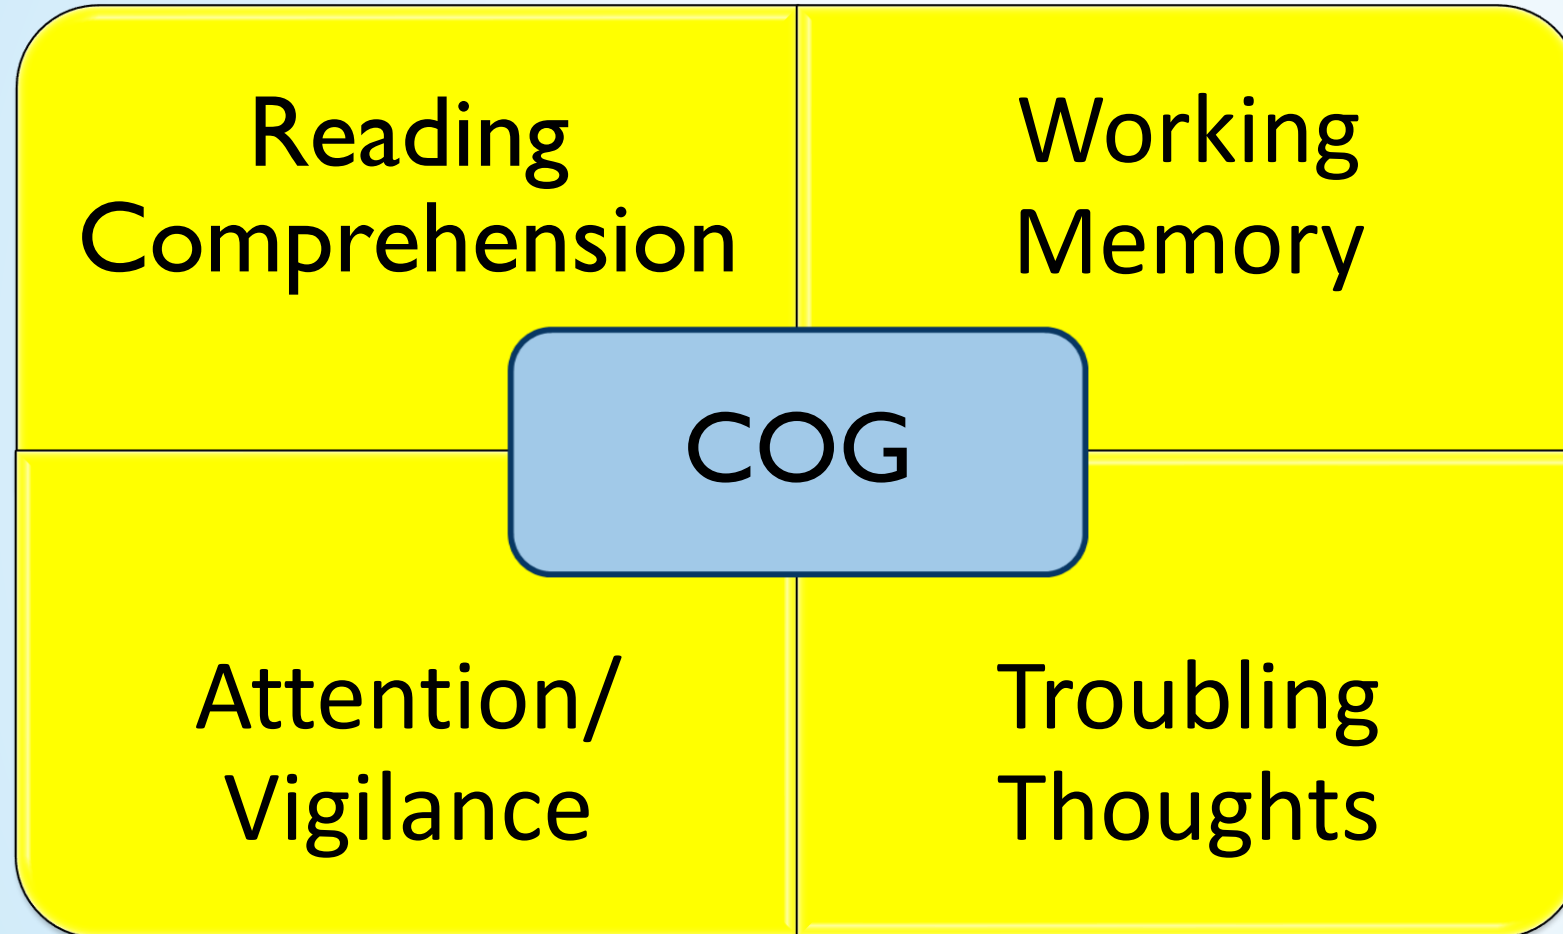 Reading
Comprehension
Working
Memory
COG
Attention/
Vigilance
Troubling
Thoughts